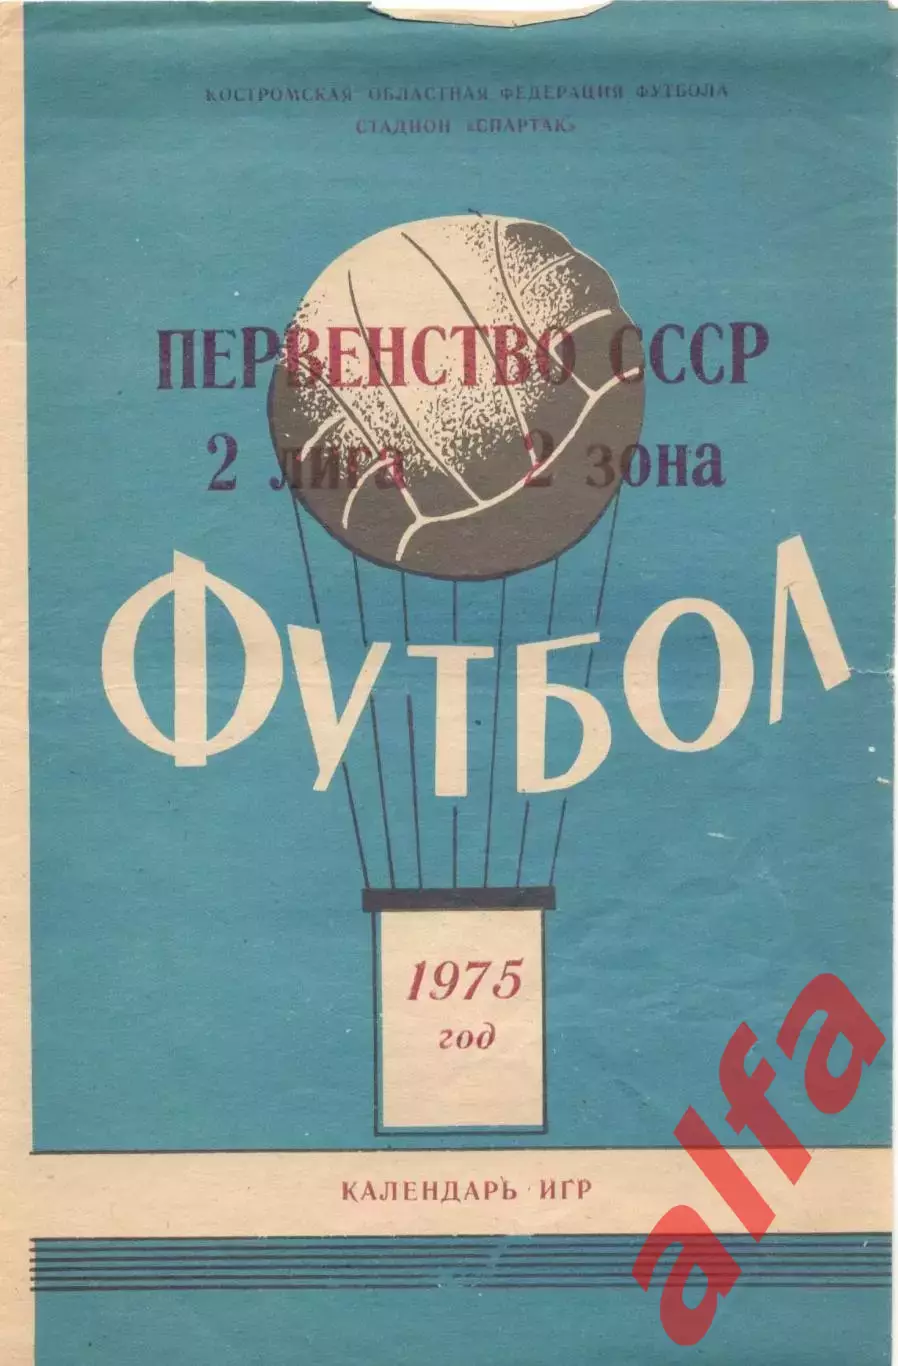 КОСТРОМСКАЯ ОБЛАСТНАЯ ФЕДЕРАЦИЯ ФУТБОЛА
СТАДИОН «СПАРТАК»
ПЕРВЕНСТВО СССР
2 лига 2 зона
ФУТБОЛ
1975
год
КАЛЕНДАРЬ ИГР
alfa